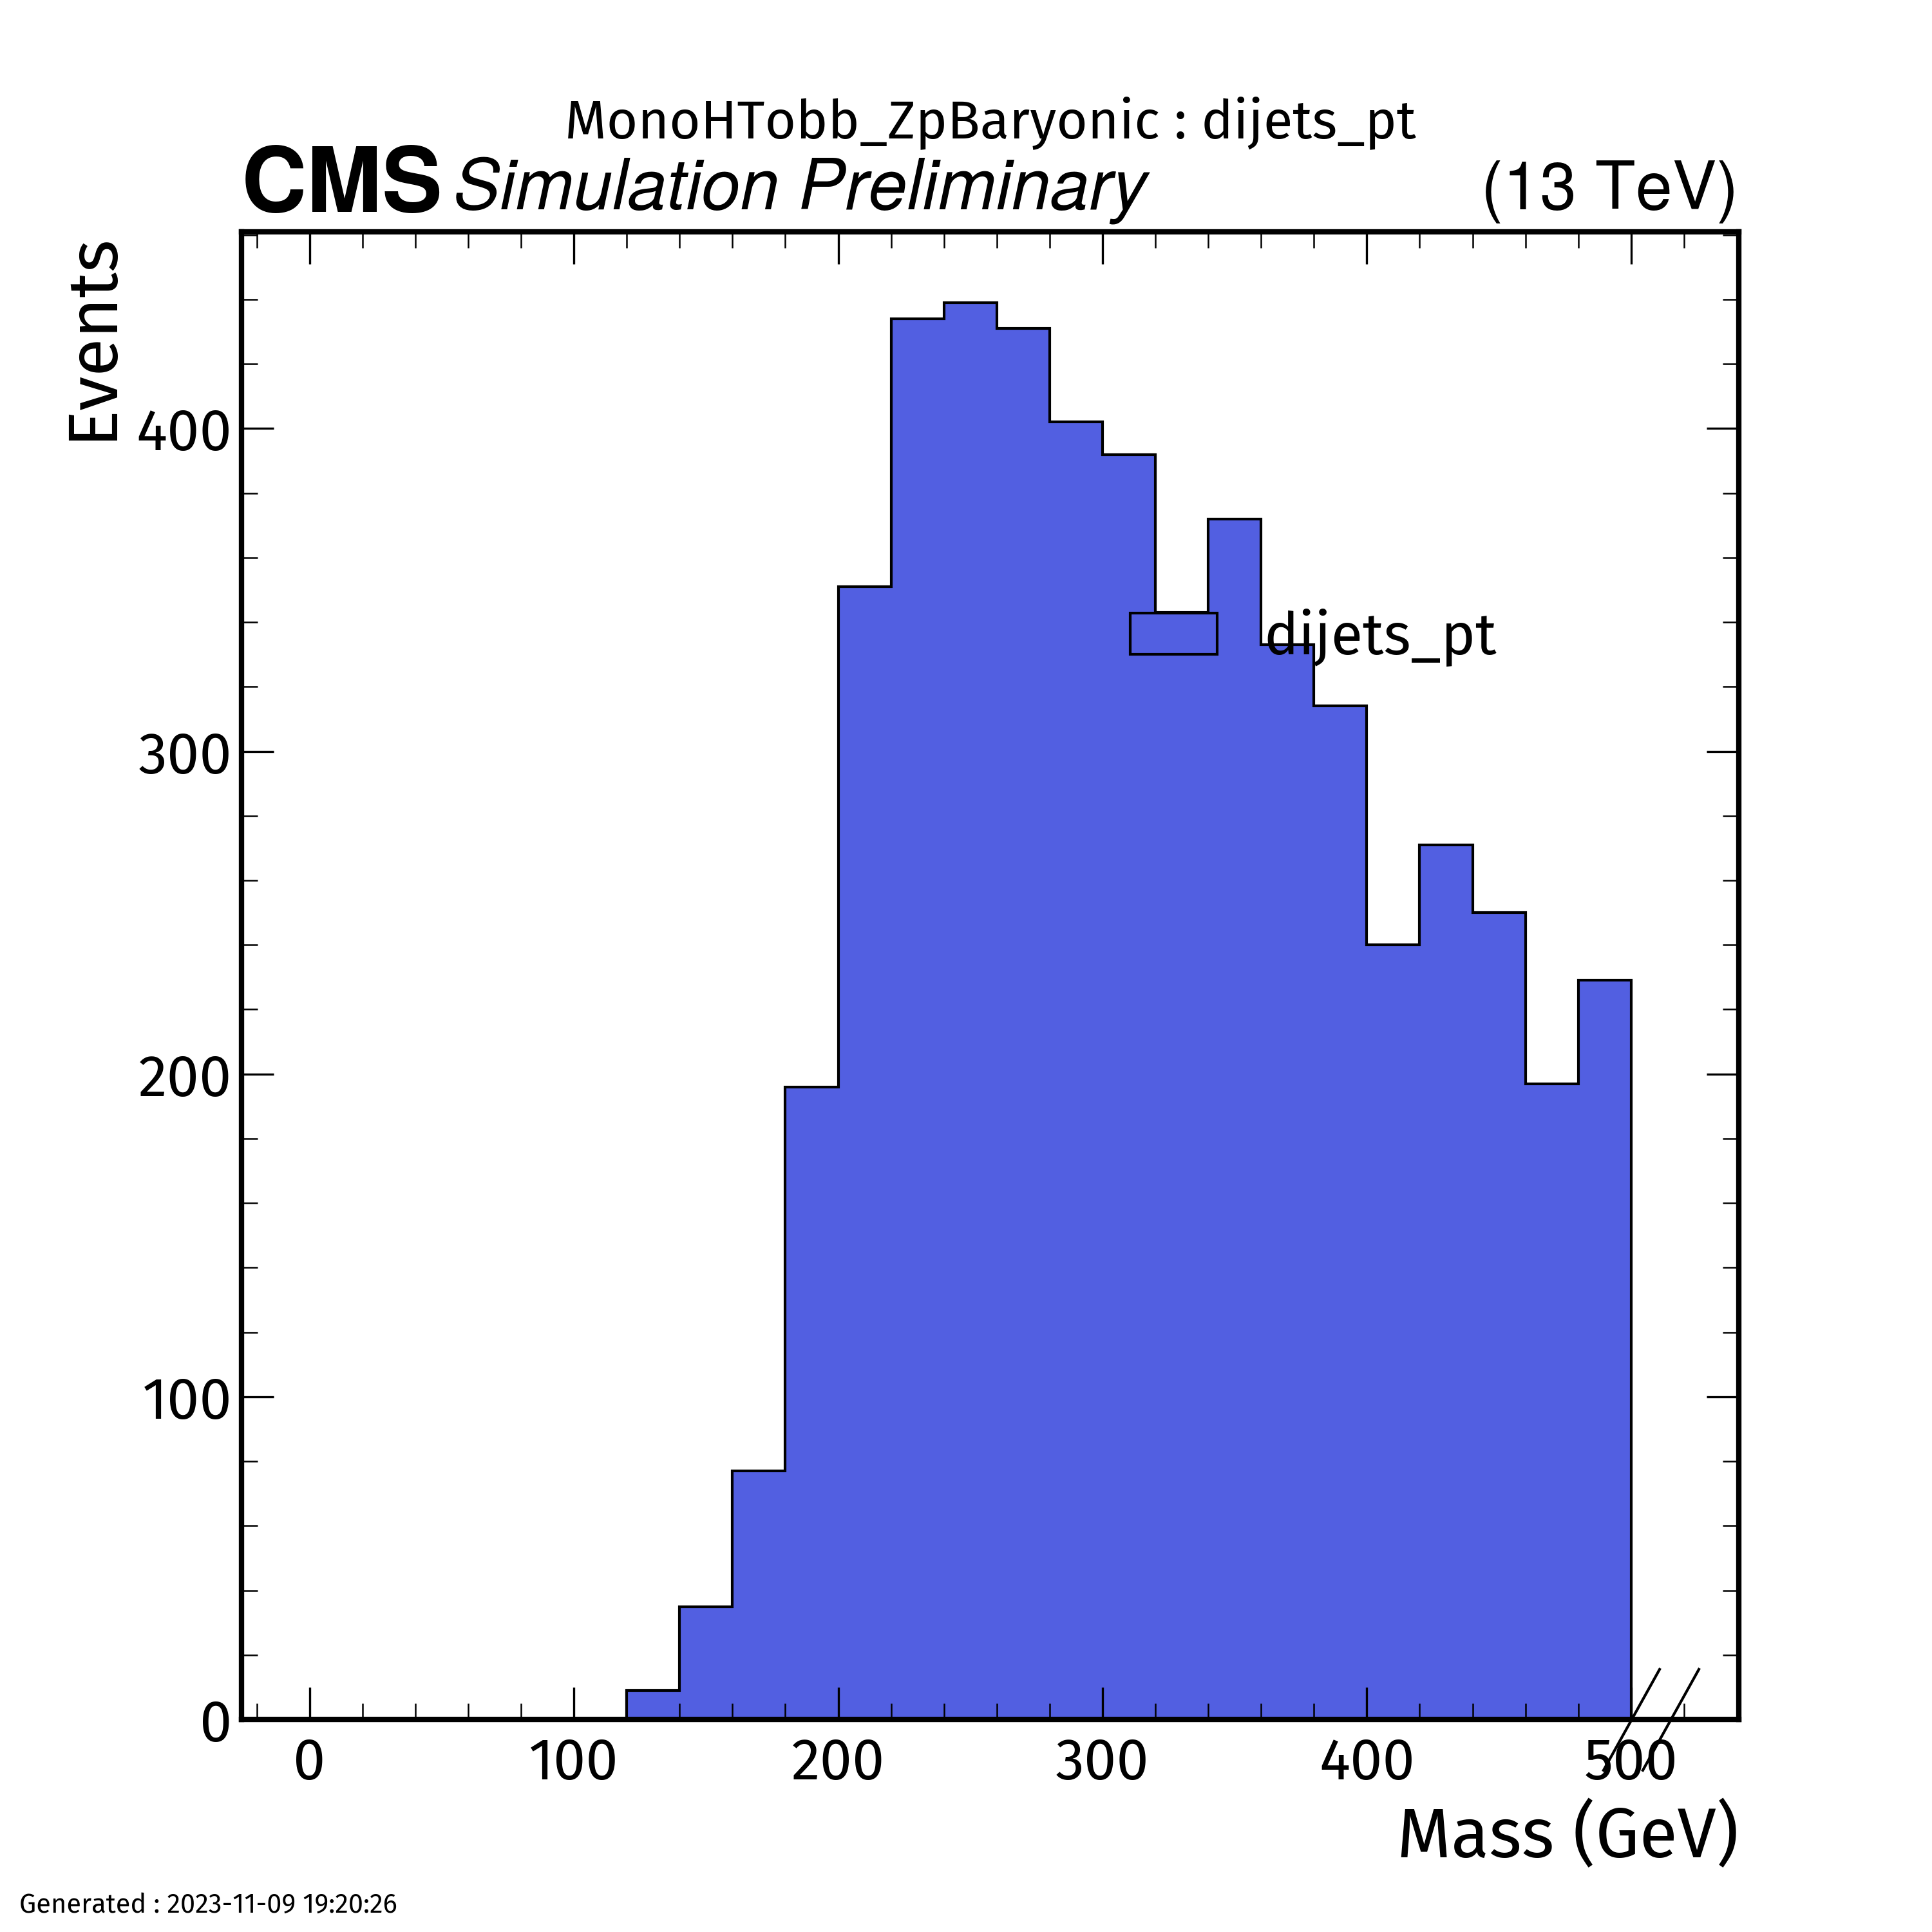 MonoHTobb_ZpBaryonic : dijets_pt
CMS Simulation Preliminary (13 TeV)
Events
400
300
200
100
0
dijets_pt
0 100 200 300 400 500
Mass (GeV)
Generated : 2023-11-09 19:20:26